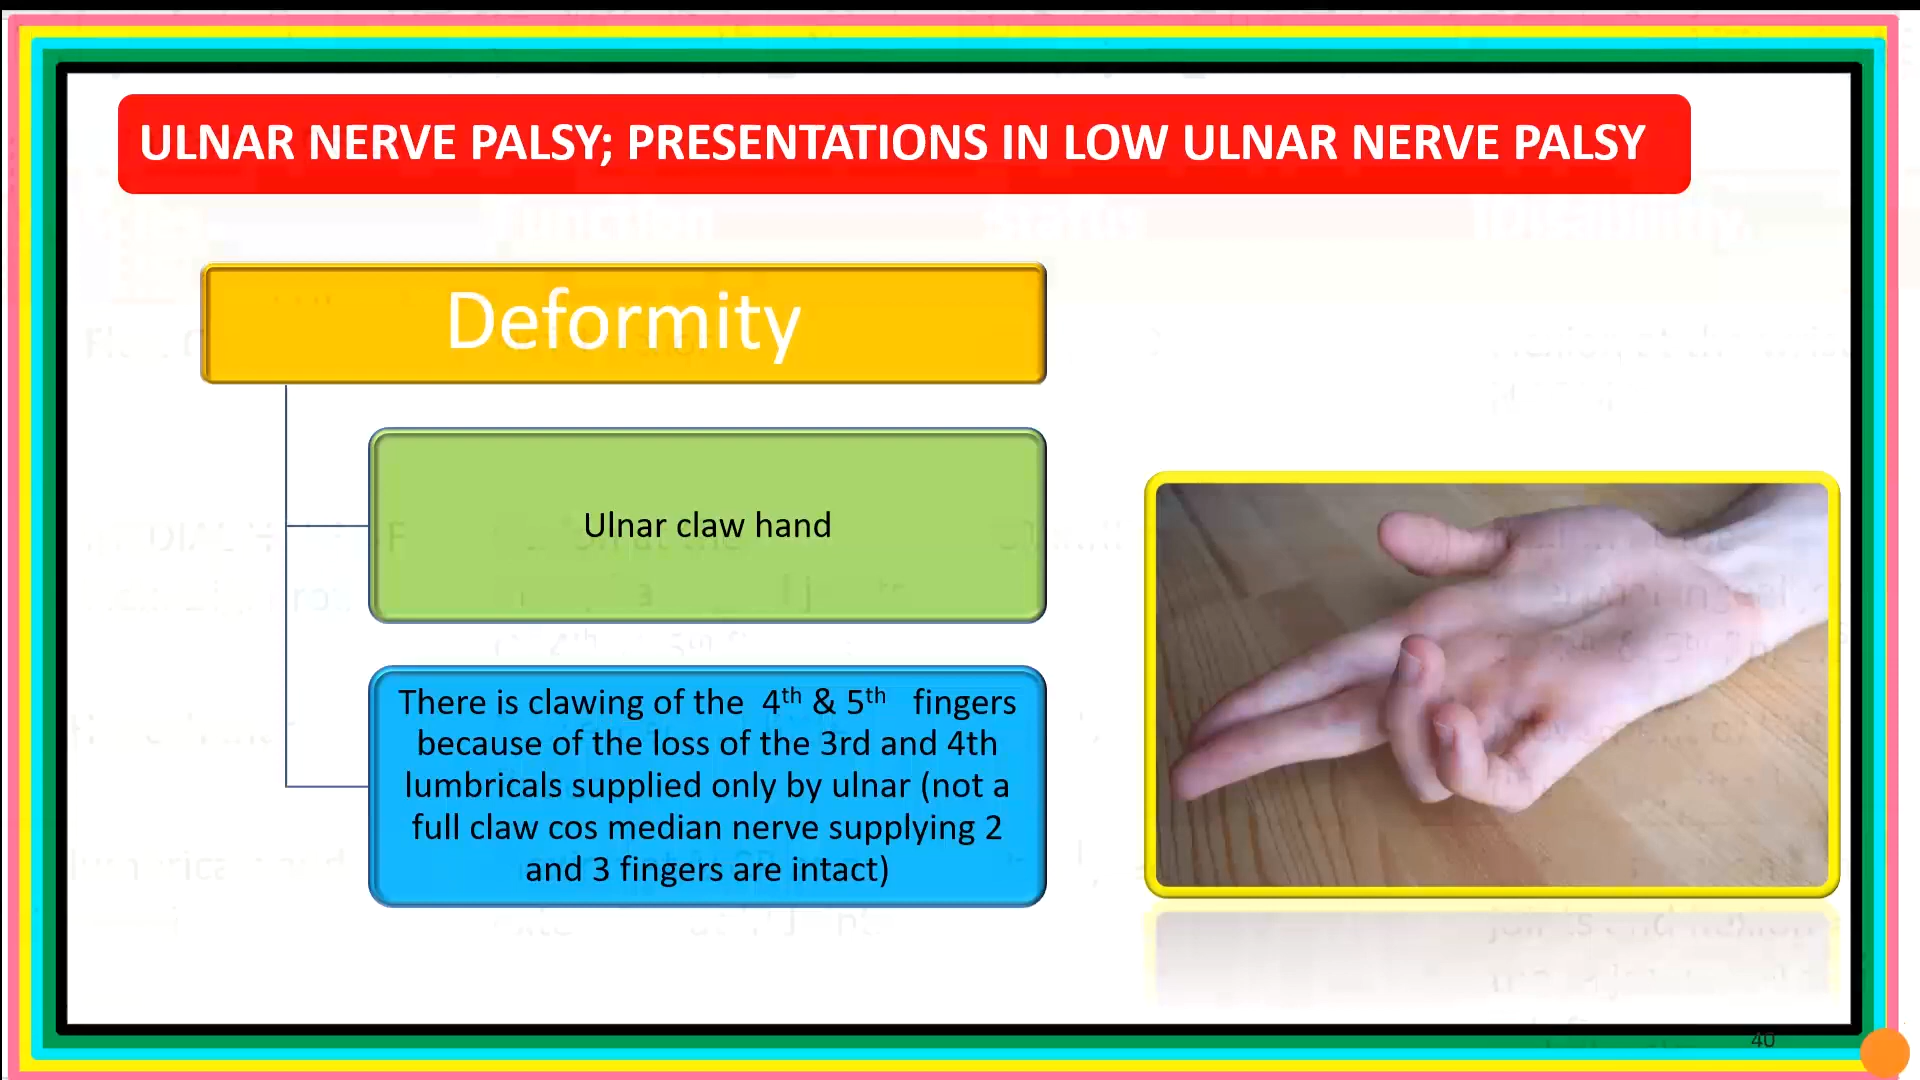 ULNAR NERVE PALSY; PRESENTATIONS IN LOW ULNAR NERVE PALSY
Deformity
Ulnar claw hand
There is clawing of the 4th & 5th fingers
because of the loss of the 3rd and 4th
lumbricals supplied only by ulnar (not a
full claw cos median nerve supplying 2
and 3 fingers are intact)
40